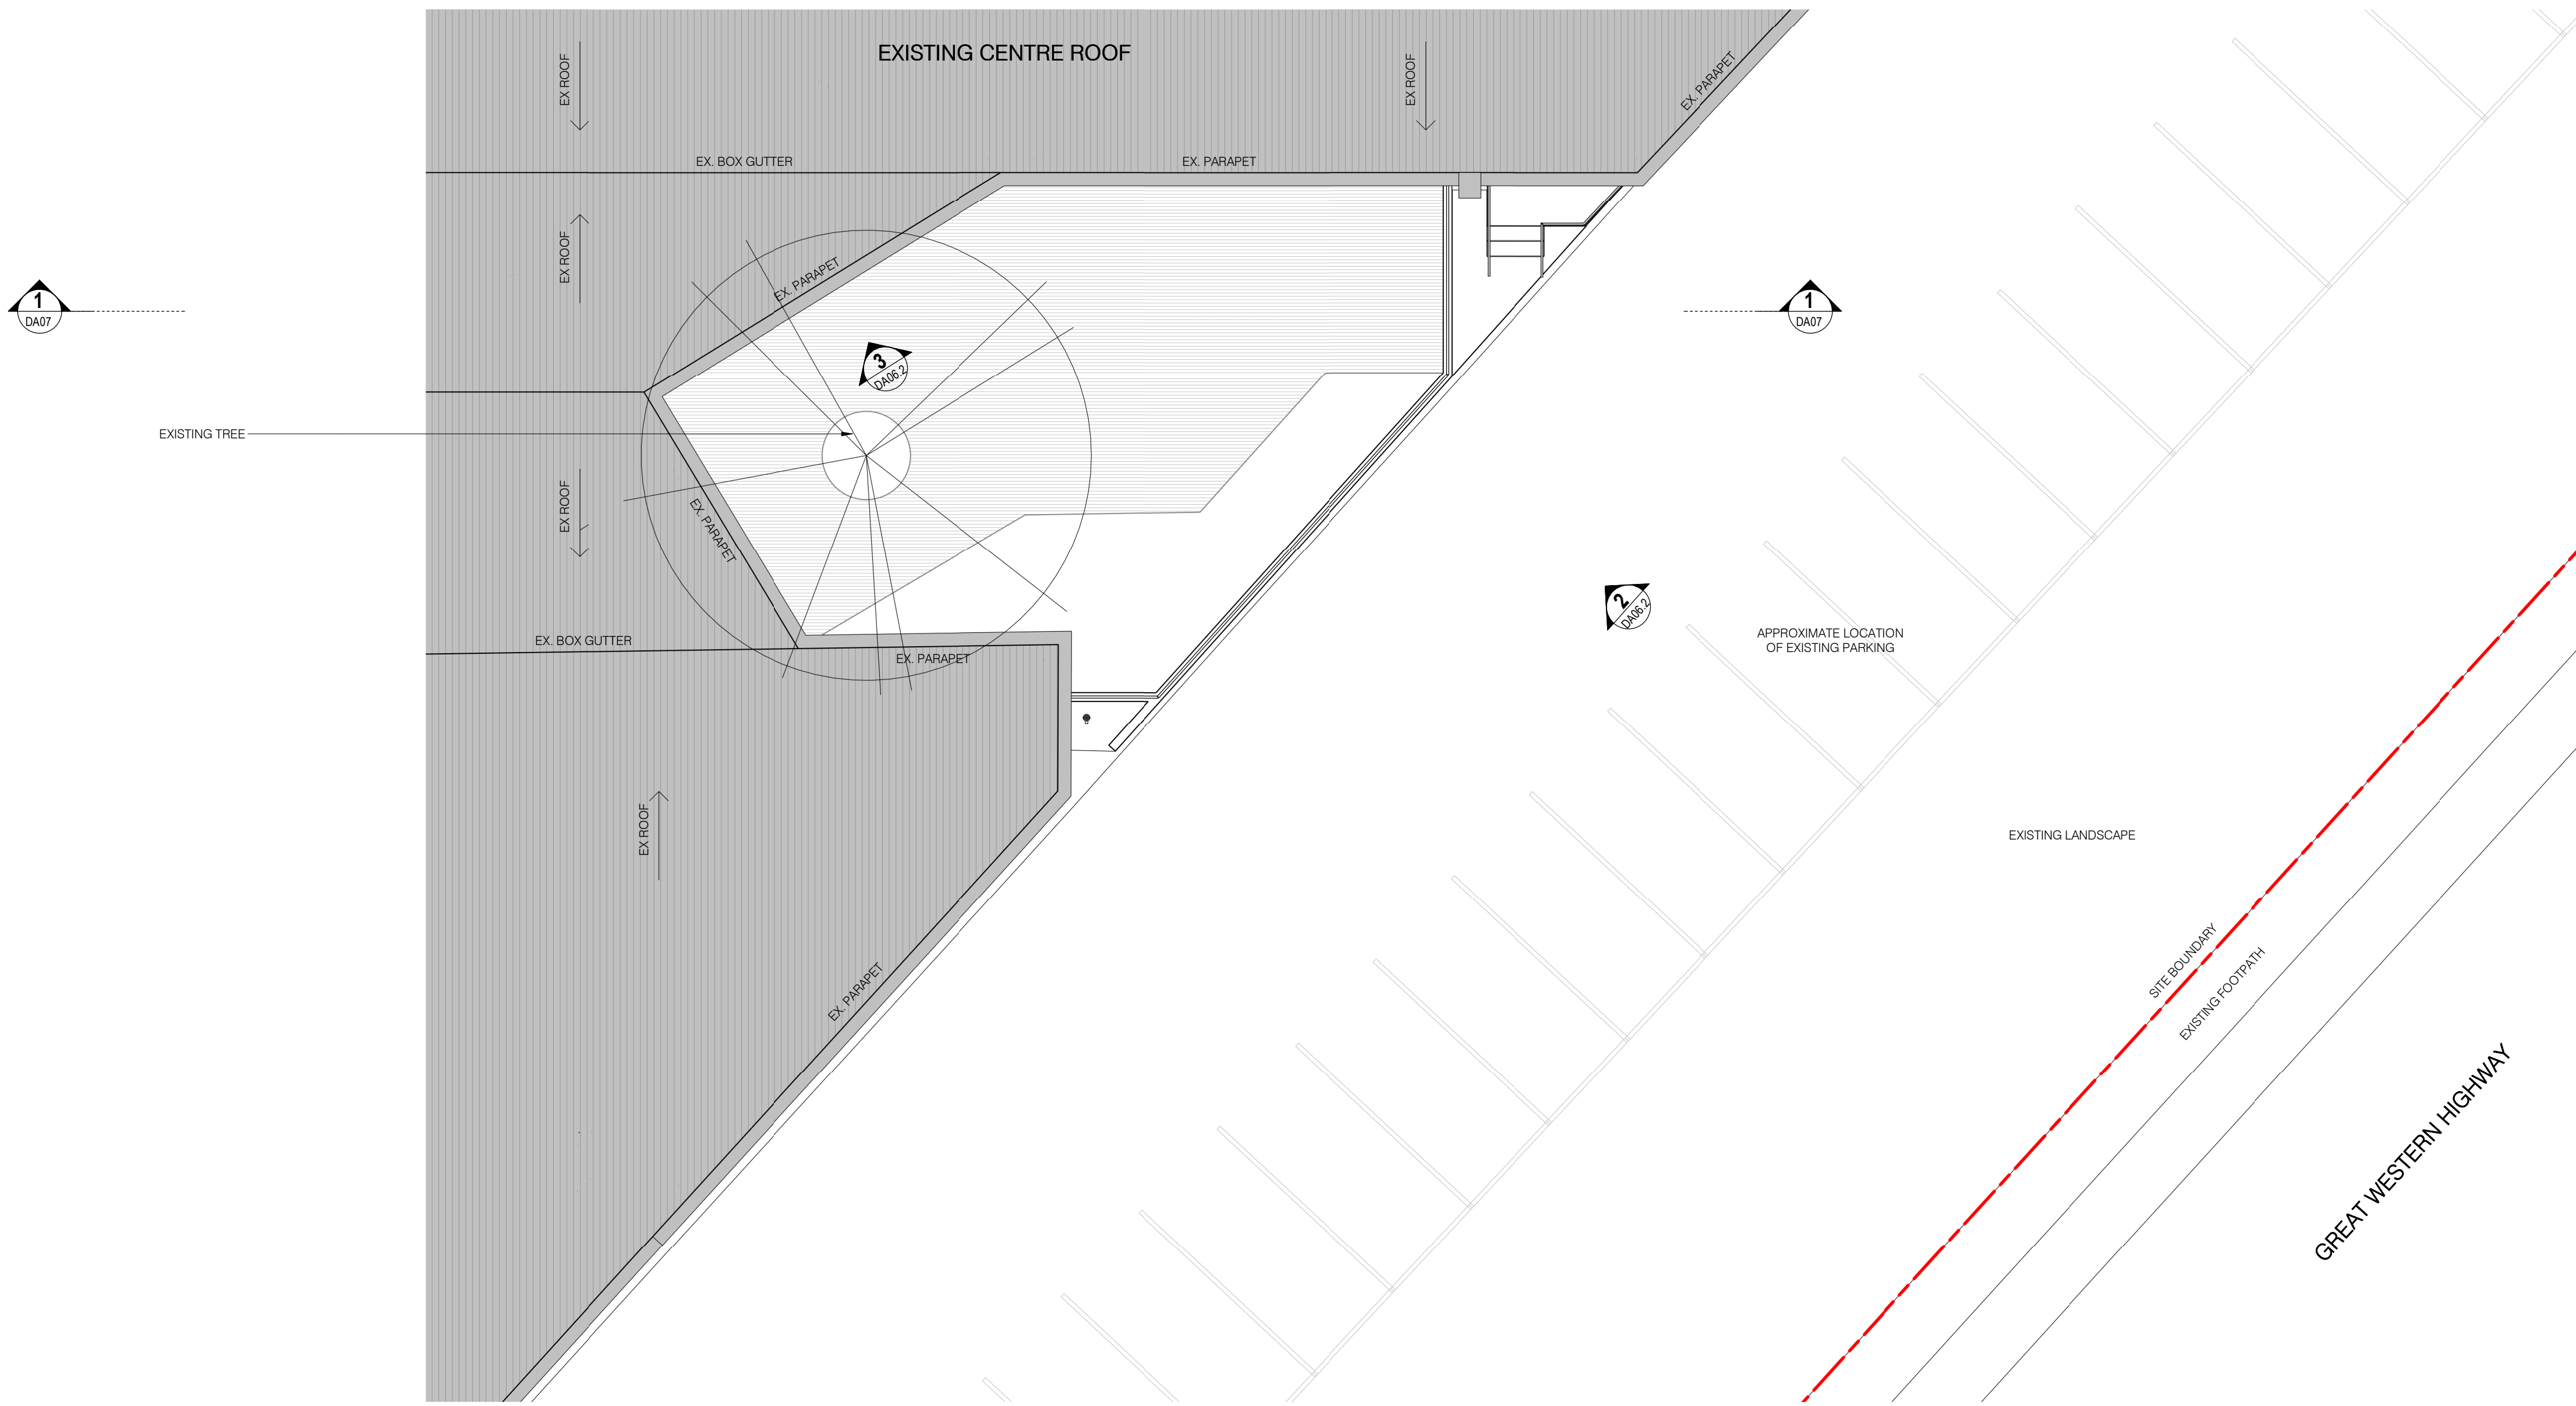 EXISTING CENTRE ROOF
EX ROOF
EX ROOF
EX. PARAPET
EX. BOX GUTTER
EX. PARAPET
EX ROOF
EX. PARAPET
1
DA07
1
DA07
3
DA06.2
EXISTING TREE
EX ROOF
EX. PARAPET
2
DA06.2
APPROXIMATE LOCATION
OF EXISTING PARKING
EX. BOX GUTTER
EX. PARAPET
EX ROOF
EXISTING LANDSCAPE
EX. PARAPET
SITE BOUNDARY
EXISTING FOOTPATH
GREAT WESTERN HIGHWAY